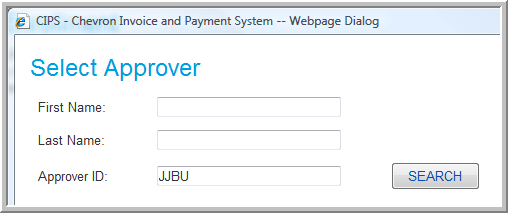 CIPS - Chevron Invoice and Payment System -- Webpage Dialog
Select Approver
First Name:
Last Name:
Approver ID: JJBU SEARCH